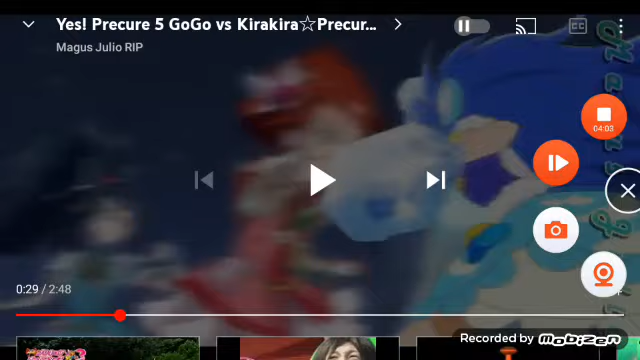 Yes! Precure 5 GoGo vs Kirakira☆Precur...
Magus Julio RIP
CC
04:03
0:29 / 2:48
Recorded by mobizen